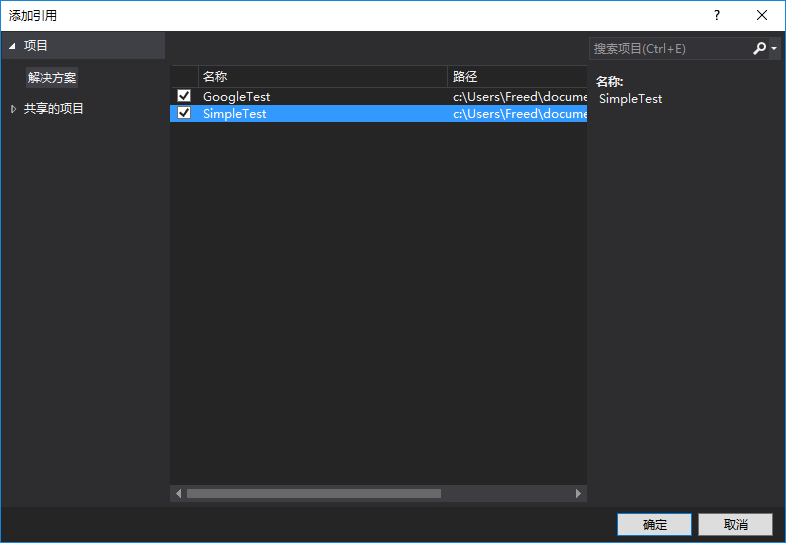 添加引用
?
项目
搜索项目(Ctrl+E)
解决方案
共享的项目
名称 路径
GoogleTest c:\Users\Freed\docume
SimpleTest c:\Users\Freed\docume
名称:
SimpleTest
确定 取消